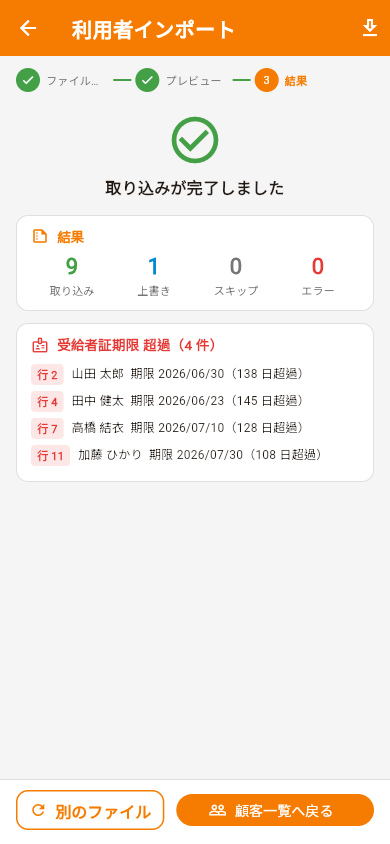 利用者インポート
ファイル...
プレビュー
3
結果
取り込みが完了しました
結果
9
1
0
0
取り込み
上書き
スキップ
エラー
受給者証期限 超過（4 件）
行 2 山田 太郎 期限 2026/06/30（138 日超過）
行 4 田中 健太 期限 2026/06/23（145 日超過）
行 7 高橋 結衣 期限 2026/07/10（128 日超過）
行 11 加藤 ひかり 期限 2026/07/30（108 日超過）
別のファイル
顧客一覧へ戻る